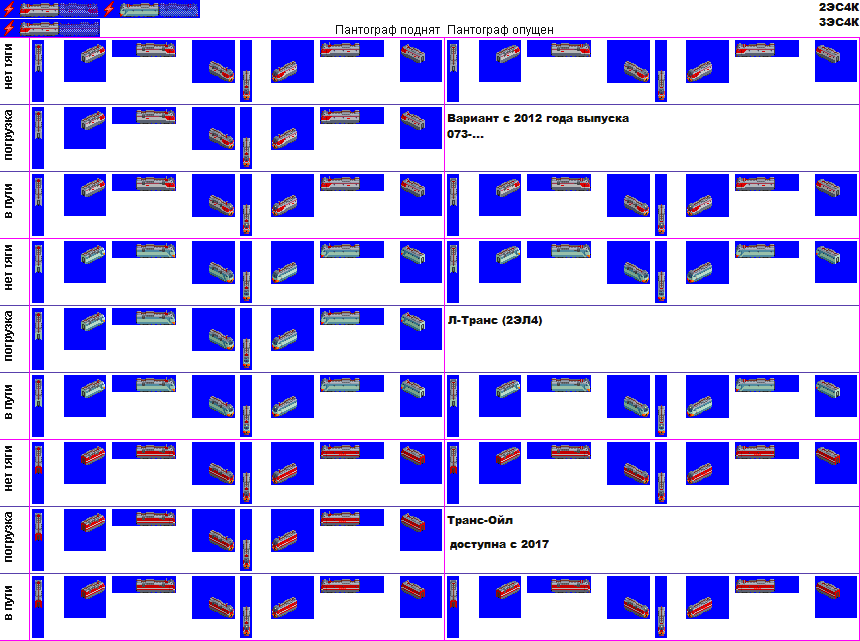 2ЭС4К
3ЭС4К
Пантограф поднят Пантограф опущен
нет тяги
погрузка
Вариант с 2012 года выпуска
073-...
в пути
нет тяги
погрузка
Л-Транс (2ЭЛ4)
в пути
нет тяги
погрузка
Транс-Ойл
доступна с 2017
в пути